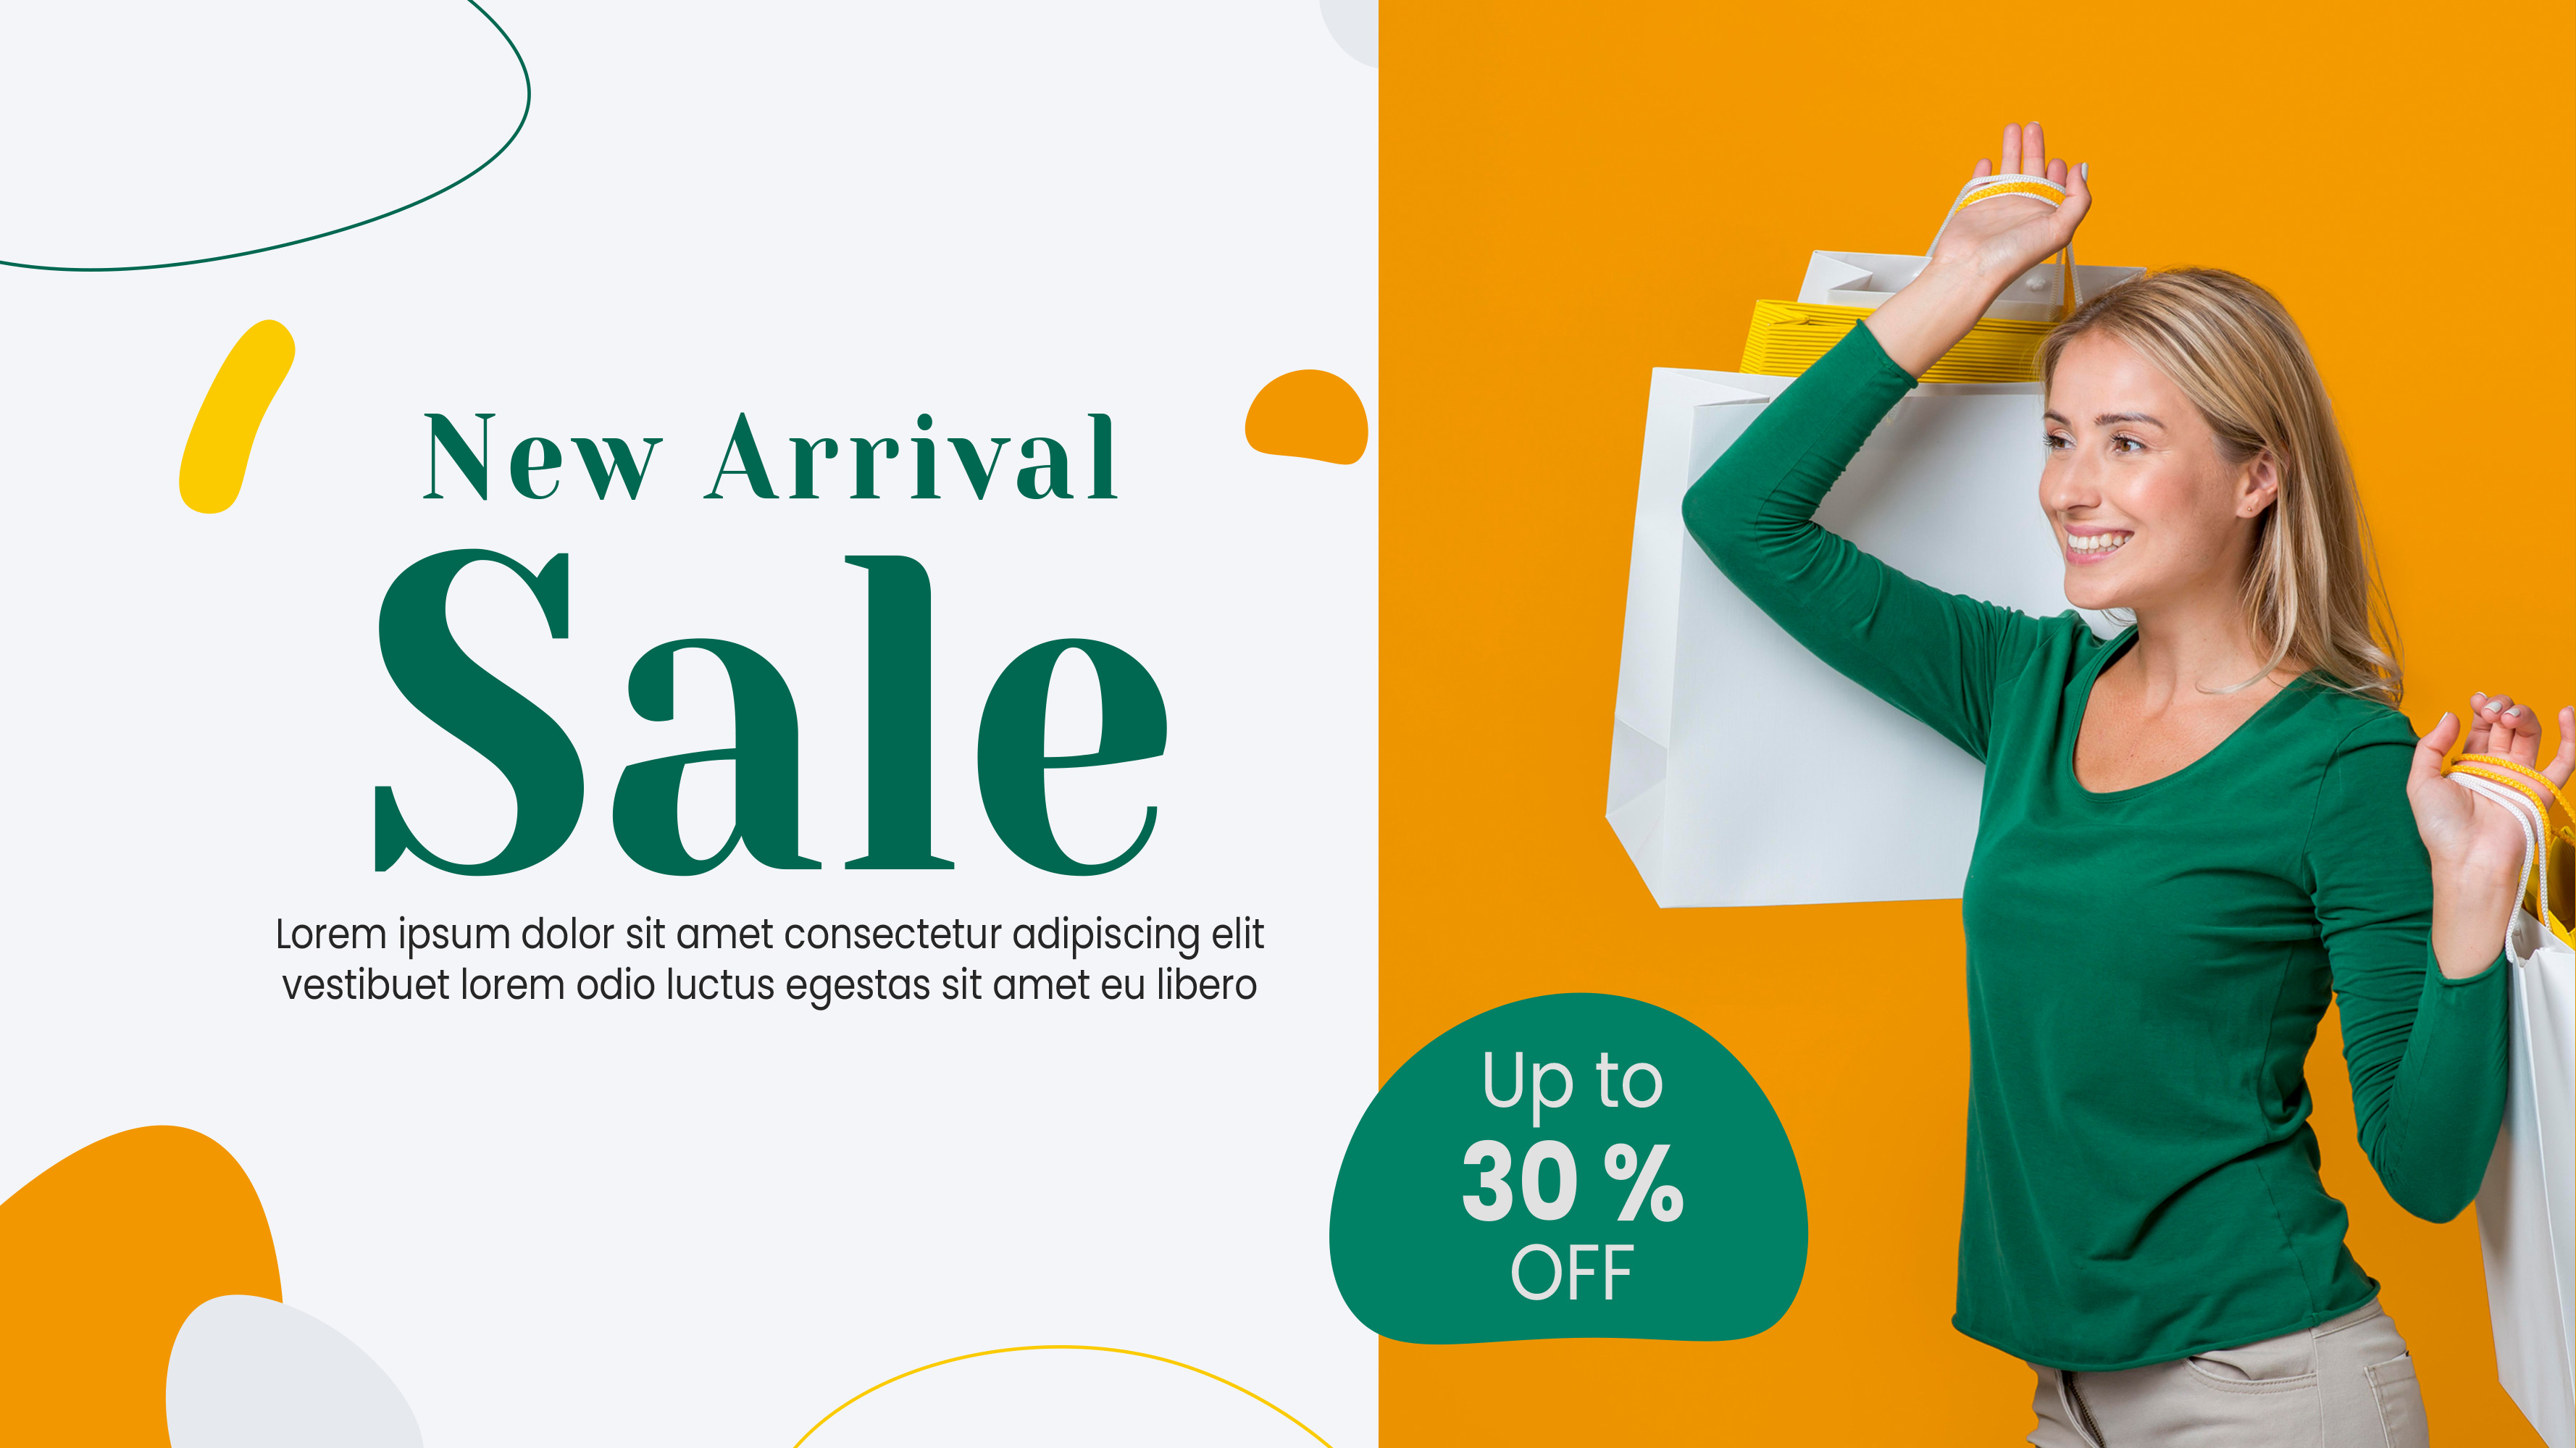 New Arrival
Sale
Lorem ipsum dolor sit amet consectetur adipiscing elit
vestibuet lorem odio luctus egestas sit amet eu libero
Up to
30 %
OFF